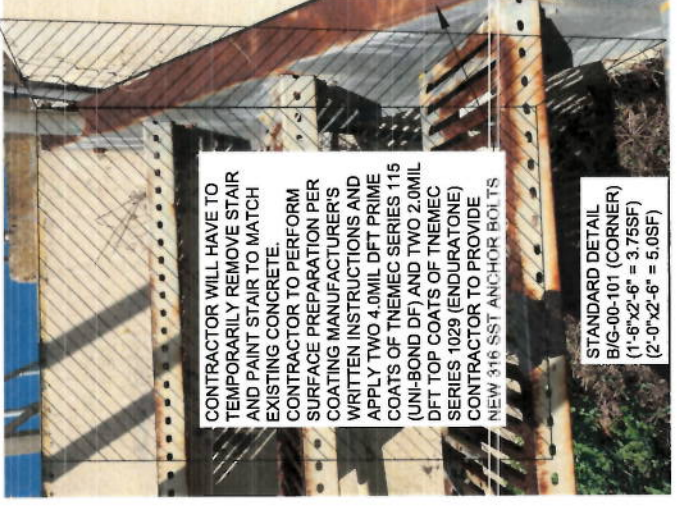 CONTRACTOR WILL HAVE TO
TEMPORARILY REMOVE STAIR
AND PAINT STAIR TO MATCH
EXISTING CONCRETE.
CONTRACTOR TO PERFORM
SURFACE PREPARATION PER
COATING MANUFACTURER'S
WRITTEN INSTRUCTIONS AND
APPLY TWO 4.0MIL DFT PRIME
COATS OF TNEMEC SERIES 115
(UNI-BOND DF) AND TWO 2.0MIL
DFT TOP COATS OF TNEMEC
SERIES 1029 (ENDURATONE)
CONTRACTOR TO PROVIDE
NEW 316 SST ANCHOR BOLTS
STANDARD DETAIL
B/G-00-101 (CORNER)
(1'-6"x2'-6" = 3.75SF)
(2'-0"x2'-6" = 5.0SF)